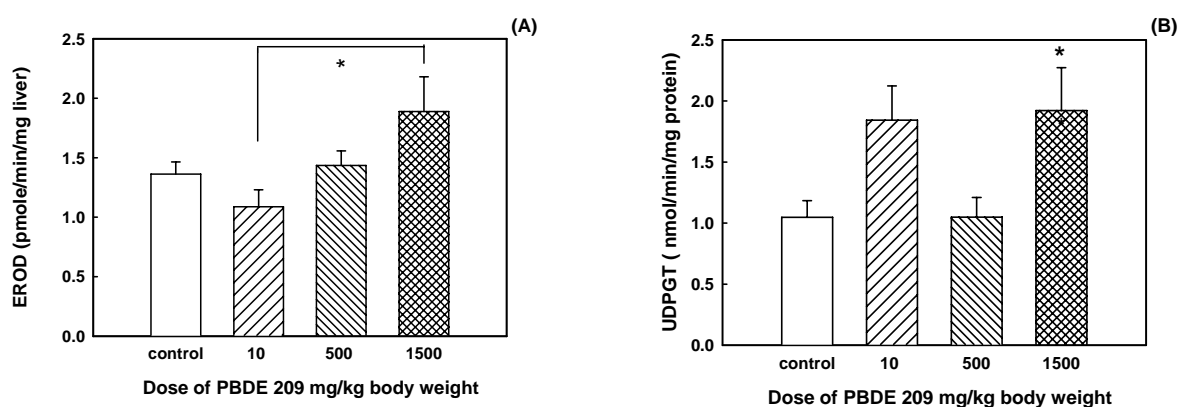 (A)
EROD (pmole/min/mg liver)
2.5
2.0
1.5
1.0
0.5
0.0
*
control 10 500 1500
Dose of PBDE 209 mg/kg body weight
(B)
UDPGT ( nmol/min/mg protein)
2.5
2.0
1.5
1.0
0.5
0.0
*
*
control 10 500 1500
Dose of PBDE 209 mg/kg body weight